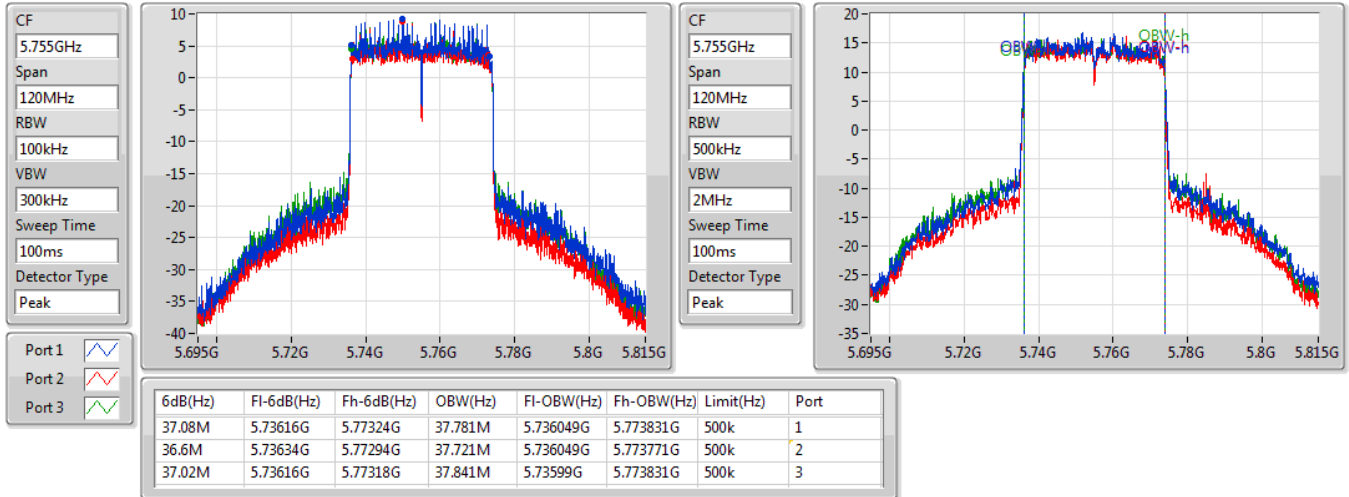 CF
5.755GHz
Span
120MHz
RBW
100kHz
VBW
300kHz
Sweep Time
100ms
Detector Type
Peak
10
5
0
-5
-10
-15
-20
-25
-30
-35
-40
5.695G 5.72G 5.74G 5.76G 5.78G 5.8G 5.815G
CF
5.755GHz
Span
120MHz
RBW
500kHz
VBW
2MHz
Sweep Time
100ms
Detector Type
Peak
20
15
10
5
0
-5
-10
-15
-20
-25
-30
-35
OBW-h
OBW-h
5.695G 5.72G 5.74G 5.76G 5.78G 5.8G 5.815G
Port 1
Port 2
Port 3
6dB(Hz) Fl-6dB(Hz) Fh-6dB(Hz) OBW(Hz) Fl-OBW(Hz) Fh-OBW(Hz) Limit(Hz) Port
37.08M 5.73616G 5.77324G 37.781M 5.736049G 5.773831G 500k 1
36.6M 5.73634G 5.77294G 37.721M 5.736049G 5.773771G 500k 2
37.02M 5.73616G 5.77318G 37.841M 5.73599G 5.773831G 500k 3